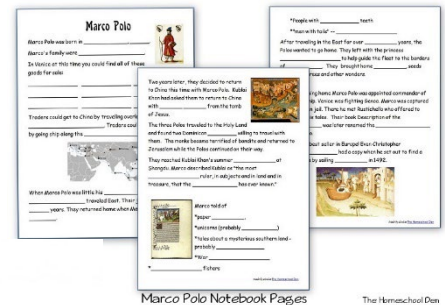 Marco Polo
Marco Polo was born in
Marco's family were
In Venice at this time you could find all of these
goods for sale:
Traders could get to China by traveling over
Traders coul
by going ship along the
When Marco Polo was little his
traveled East. Their
years. They returned home when Ma
Two years later, they decided to return
to China this time with Marco Polo. Kublai
Khan had asked them to return to China
with from the tomb
of Jesus.
The three Polos traveled to the Holy Land
and found two Dominican willing to travel with
them. The monks became terrified of bandits and returned to
Jerusalem while the Polos continued on their way.
They reached Kublai Khan's summer at
Shangdu. Marco described Kublai as "the most
ruler, in subjects and in land and in
treasure, that the has ever known."
Marco told of
*paper
*unicorns (probably
*tales about a mysterious southern land -
probably
*War
fixture
*People with teeth.
*"men with tails" —
After traveling in the East for over years, the
Polos wanted to go home. They left with the princess
to help guide the fleet to the borders
of They brought home seeds
and other wonders.
home Marco Polo was appointed commander of
ship. Venice was fighting Genoa. Marco was captured
jail. There he met Rustichello who offered to
tales. Their book Description of the
was later renamed the
seller in Europe! Even Christopher
had a copy when he set out to find a
by sailing in 1492.
Marco Polo Notebook Pages
The Homeschool Den